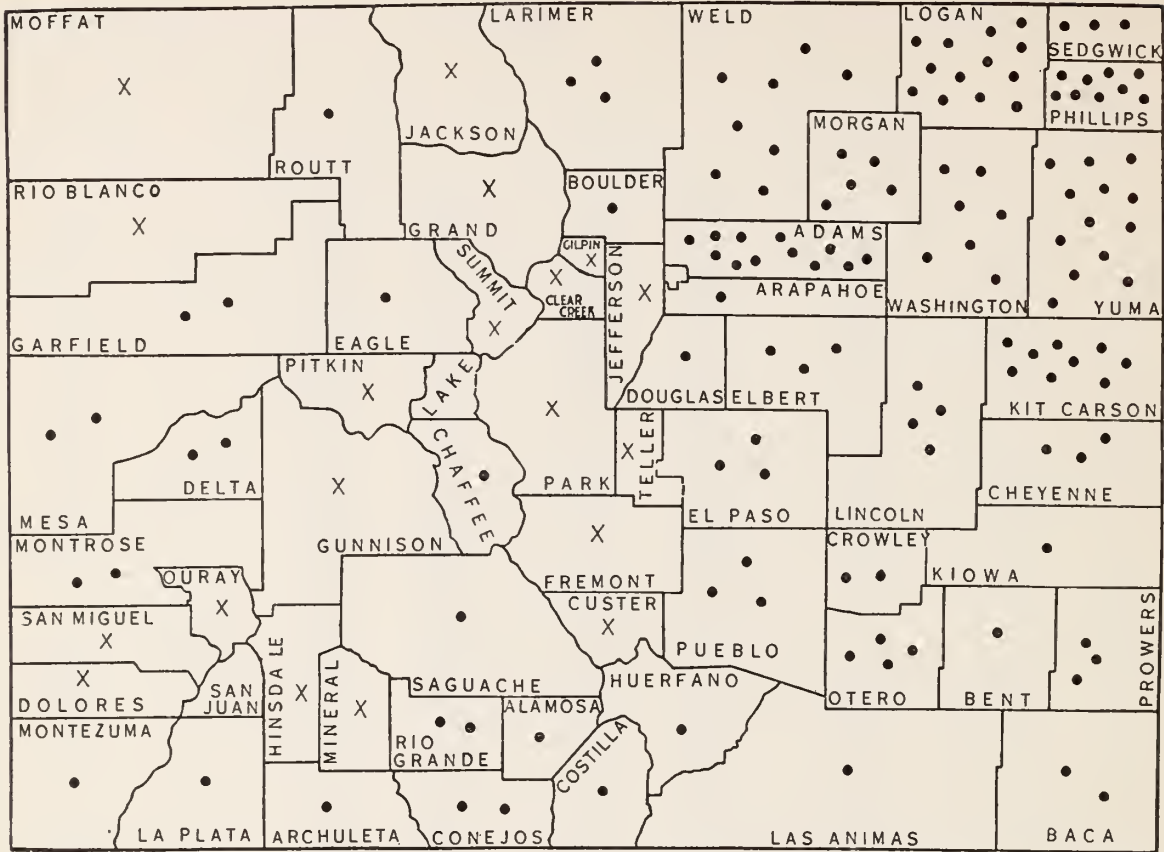 MOFFAT
LARIMER
WELD
LOGAN
SEDGWICK
PHILLIPS
JACKSON
ROUTT
MORGAN
RIO BLANCO
BOULDER
GRAND
GILPIN
ADAMS
SUMMIT
CLEAR
CREEK
JEFFERSON
ARAPAHOE
WASHINGTON
YUMA
GARFIELD
EAGLE
PITKIN
LAKE
DOUGLAS
ELBERT
KIT CARSON
CHAFFEE
TELLER
DELTA
PARK
CHEYENNE
MESA
EL PASO
LINCOLN
MONTROSE
GUNNISON
CROWLEY
OURAY
FREMONT
KIOWA
SAN MIGUEL
CUSTER
PUEBLO
PROWERS
HINSDALE
MINERAL
SAGUACHE
HUERFANO
DOLORES
SAN
JUAN
ALAMOSA
OTERO
BENT
MONTEZUMA
RIO
GRANDE
COSTILLA
LA PLATA
ARCHULETA
CONEJOS
LAS ANIMAS
BACA